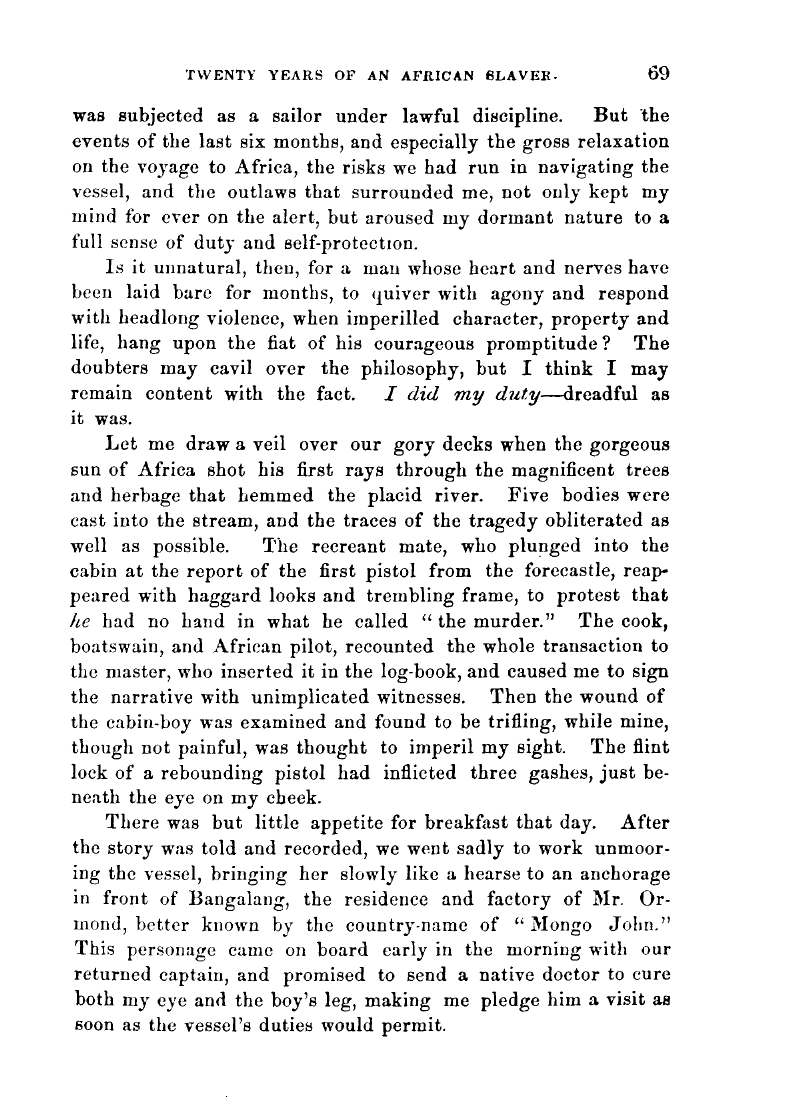 TWENTY YEARS OF AN AFRICAN SLAVER. 69
was subjected as a sailor under lawful discipline. But the
events of the last six months, and especially the gross relaxation
on the voyage to Africa, the risks we had run in navigating the
vessel, and the outlaws that surrounded me, not only kept my
mind for ever on the alert, but aroused my dormant nature to a
full sense of duty and self-protection.
Is it unnatural, then, for a man whose heart and nerves have
been laid bare for months, to quiver with agony and respond
with headlong violence, when imperilled character, property and
life, hang upon the fiat of his courageous promptitude? The
doubters may cavil over the philosophy, but I think I may
remain content with the fact. I did my duty—dreadful as
it was.
Let me draw a veil over our gory decks when the gorgeous
sun of Africa shot his first rays through the magnificent trees
and herbage that hemmed the placid river. Five bodies were
cast into the stream, and the traces of the tragedy obliterated as
well as possible. The recreant mate, who plunged into the
cabin at the report of the first pistol from the forecastle, reap-
peared with haggard looks and trembling frame, to protest that
he had no hand in what he called "the murder." The cook,
boatswain, and African pilot, recounted the whole transaction to
the master, who inserted it in the log-book, and caused me to sign
the narrative with unimplicated witnesses. Then the wound of
the cabin-boy was examined and found to be trifling, while mine,
though not painful, was thought to imperil my sight. The flint
lock of a rebounding pistol had inflicted three gashes, just be-
neath the eye on my cheek.
There was but little appetite for breakfast that day. After
the story was told and recorded, we went sadly to work unmoor-
ing the vessel, bringing her slowly like a hearse to an anchorage
in front of Bangalang, the residence and factory of Mr. Or-
mond, better known by the country-name of "Mongo John."
This personage came on board early in the morning with our
returned captain, and promised to send a native doctor to cure
both my eye and the boy's leg, making me pledge him a visit as
soon as the vessel's duties would permit.